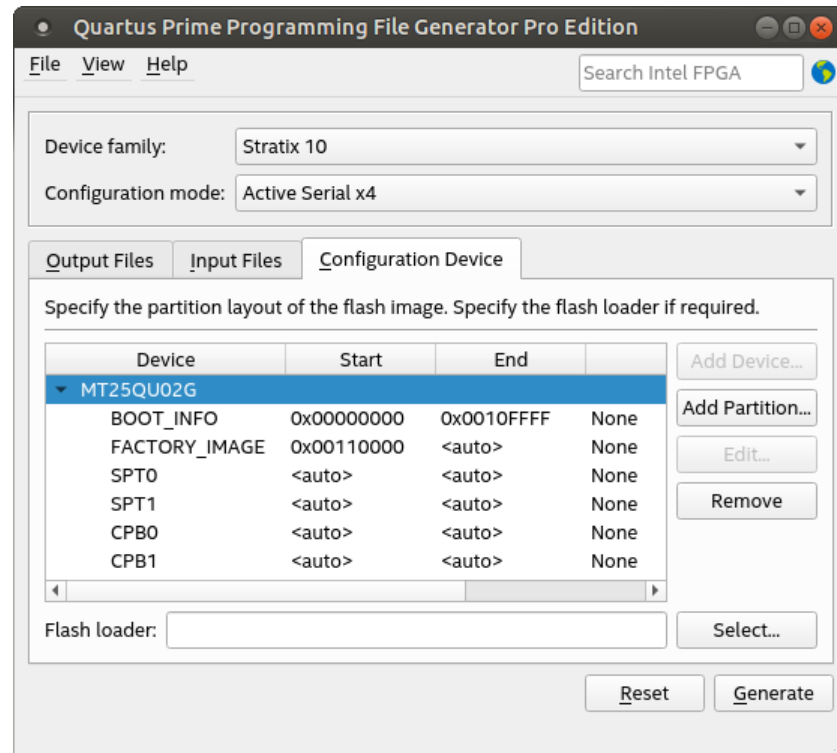 Quartus Prime Programming File Generator Pro Edition
File View Help
Search Intel FPGA
Device family: Stratix 10
Configuration mode: Active Serial x4
Output Files Input Files Configuration Device
Specify the partition layout of the flash image. Specify the flash loader if required.
Device Start End
Add Device...
MT25QU02G
BOOT_INFO 0x00000000 0x0010FFFF None
Add Partition...
FACTORY_IMAGE 0x00110000 <auto> None
Edit...
SPT0 <auto> <auto> None
SPT1 <auto> <auto> None
Remove
CPB0 <auto> <auto> None
CPB1 <auto> <auto> None
Flash loader: Select...
Reset Generate